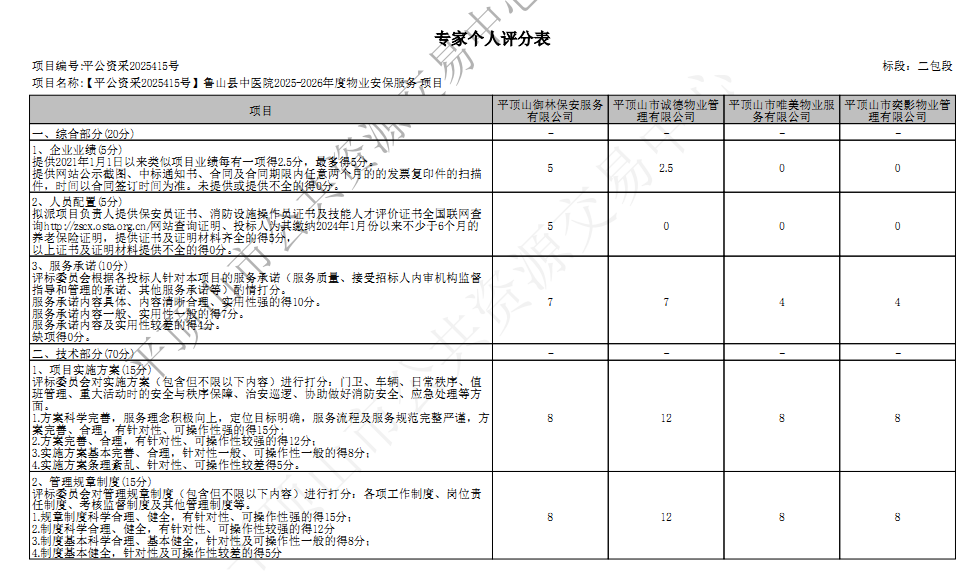 专家个人评分表
项目编号:平公资采2025415号
标段：二包段
项目名称:【平公资采2025415号】鲁山县中医院2025-2026年度物业安保服务项目
项目
平顶山御林保安服务有限公司
平顶山市诚德物业管理有限公司
平顶山市唯美物业服务有限公司
平顶山市奕影物业管理有限公司
一、综合部分(20分)
-
-
-
-
1、企业业绩(5分)
提供2021年1月1日以来类似项目业绩每有一项得2.5分，最多得5分。
提供网站公示截图、中标通知书、合同及合同期限内任意两个月的的发票复印件的扫描
件，时间以合同签订时间为准。未提供或提供不全的得0分。
5
2.5
0
0
2、人员配置(5分)
拟派项目负责人提供保安员证书、消防设施操作员证书及技能人才评价证书全国联网查
询http://zscx.osta.org.cn/网站查询证明、投标人为其缴纳2024年1月份以来不少于6个月的
养老保险证明，提供证书及证明材料齐全的得5分，
以上证书及证明材料提供不全的得0分。
5
0
0
0
3、服务承诺(10分)
评标委员会根据各投标人针对本项目的服务承诺（服务质量、接受招标人内审机构监督
指导和管理的承诺、其他服务承诺等）酌情打分。
服务承诺内容具体、内容清晰合理、实用性强的得10分。
服务承诺内容一般、实用性一般的得7分。
服务承诺内容及实用性较差的得4分。
缺项得0分。
7
7
4
4
二、技术部分(70分)
-
-
-
-
1、项目实施方案(15分)
评标委员会对实施方案（包含但不限以下内容）进行打分：门卫、车辆、日常秩序、值
班管理、重大活动时的安全与秩序保障、治安巡逻、协助做好消防安全、应急处理等方
面。
1.方案科学完善，服务理念积极向上，定位目标明确，服务流程及服务规范完整严谨，方
案完善、合理，有针对性、可操作性强的得15分;
2.方案完善、合理，有针对性、可操作性较强的得12分;
3.实施方案基本完善、合理，针对性一般、可操作性一般的得8分;
4.实施方案条理紊乱、针对性、可操作性较差得5分。
8
12
8
8
2、管理规章制度(15分)
评标委员会对管理规章制度（包含但不限以下内容）进行打分：各项工作制度、岗位责
任制度、考核监督制度及其他管理制度等。
1.规章制度科学合理、健全，有针对性、可操作性强的得15分;
2.制度科学合理、健全，有针对性、可操作性较强的得12分
3.制度基本科学合理、基本健全，针对性及可操作性一般的得8分;
4.制度基本健全，针对性及可操作性较差的得5分
8
12
8
8
平顶山市公共资源交易中心
平顶山市公共资源交易中心